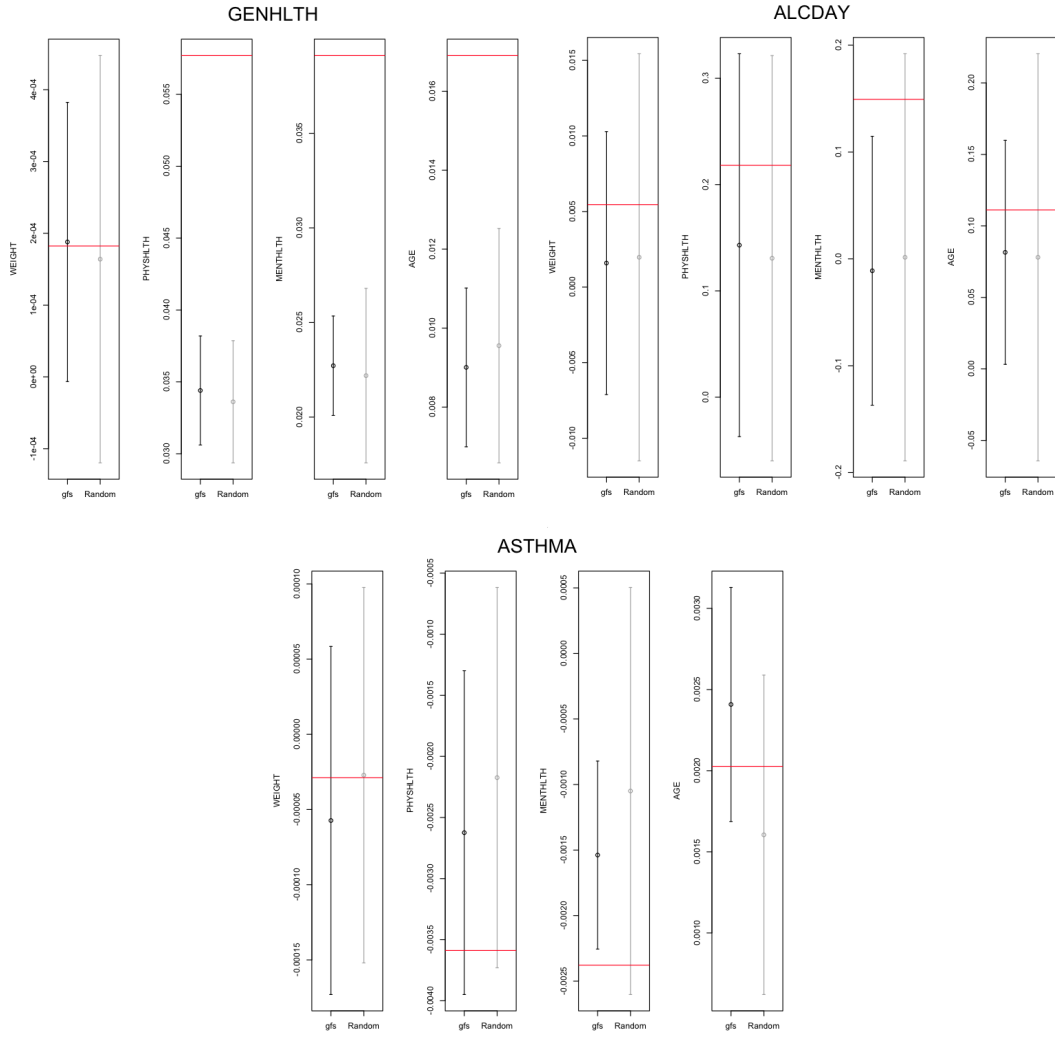 GENHLTH
WEIGHT
-1e-04 0e+00 1e-04 2e-04 3e-04 4e-04
gfs Random
PHYSHLTH
0.030 0.035 0.040 0.045 0.050 0.055
gfs Random
MENTHLTH
0.020 0.025 0.030 0.035
gfs Random
AGE
0.008 0.010 0.012 0.014 0.016
gfs Random
ALCDAY
WEIGHT
-0.010 -0.005 0.000 0.005 0.010 0.015
gfs Random
PHYSHLTH
0.0 0.1 0.2 0.3
gfs Random
MENTHLTH
-0.2 -0.1 0.0 0.1 0.2
gfs Random
AGE
-0.05 0.00 0.05 0.10 0.15 0.20
gfs Random
ASTHMA
WEIGHT
-0.00015 -0.00010 -0.00005 0.00000 0.00005 0.00010
gfs Random
PHYSHLTH
-0.0040 -0.0035 -0.0030 -0.0025 -0.0020 -0.0015 -0.0010 -0.0005
gfs Random
MENTHLTH
-0.0025 -0.0020 -0.0015 -0.0010 -0.0005 0.0000 0.0005
gfs Random
AGE
0.0010 0.0015 0.0020 0.0025 0.0030
gfs Random